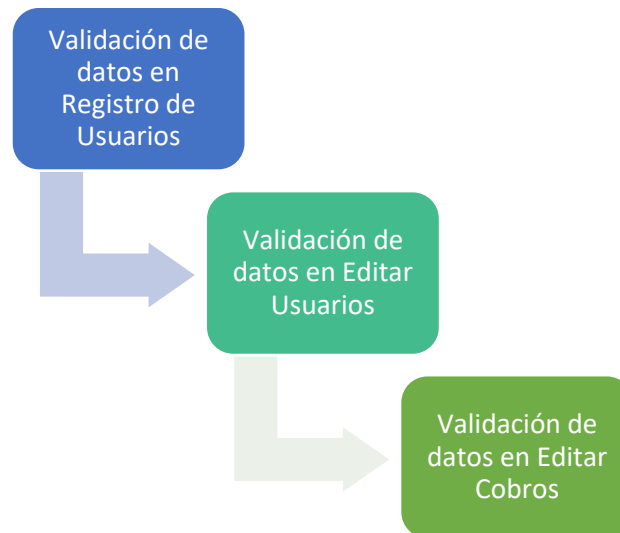 Validación de
datos en
Registro de
Usuarios
Validación de
datos en Editar
Usuarios
Validación de
datos en Editar
Cobros